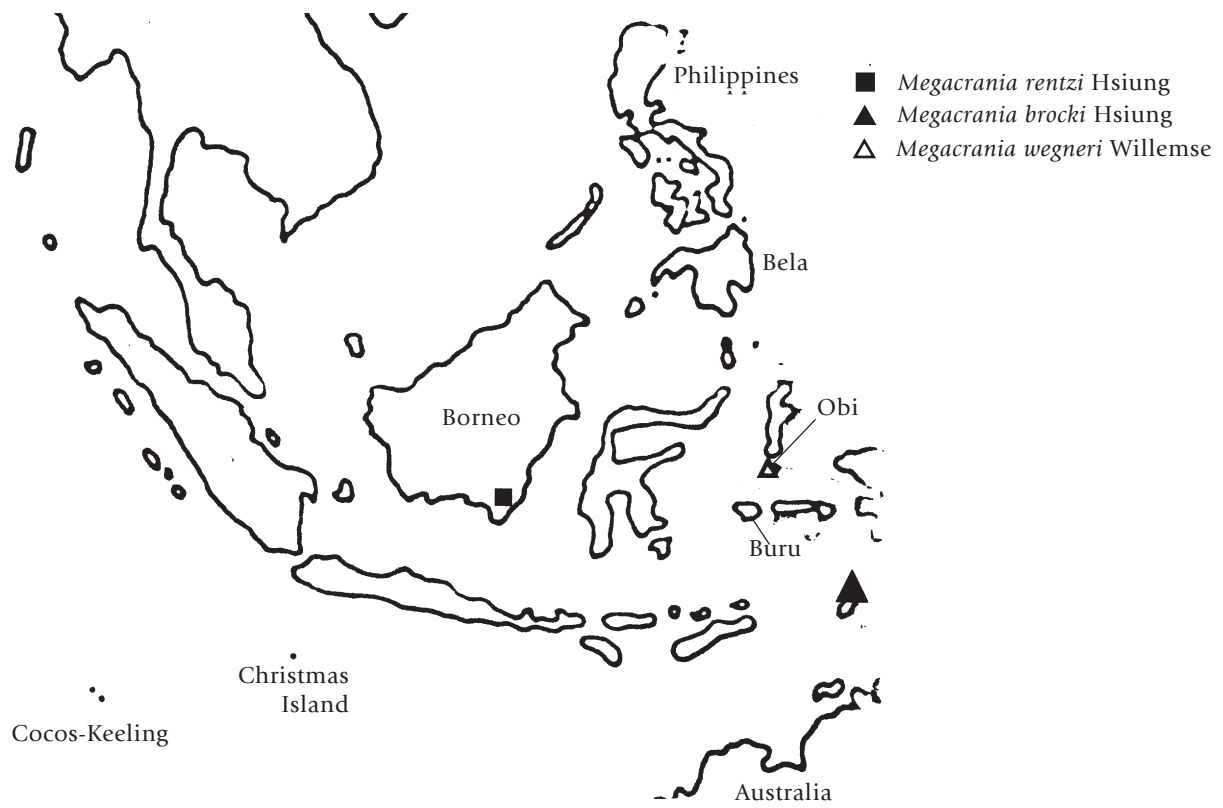 Philippines
Megacrania rentzi Hsiung
Megacrania brocki Hsiung
Megacrania wegneri Willemse
Bela
Obi
Borneo
Buru
Christmas
Island
Cocos-Keeling
Australia